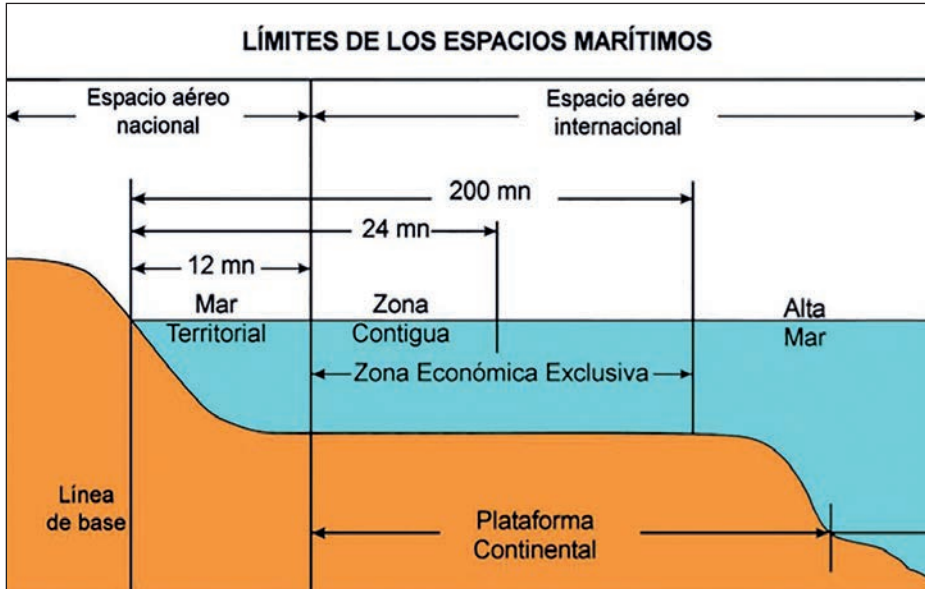 LÍMITES DE LOS ESPACIOS MARÍTIMOS
Espacio aéreo
nacional
Espacio aéreo
internacional
200 mn
24 mn
12 mn
Mar
Territorial
Zona
Contigua
Alta
Mar
Zona Económica Exclusiva
Línea
de base
Plataforma
Continental